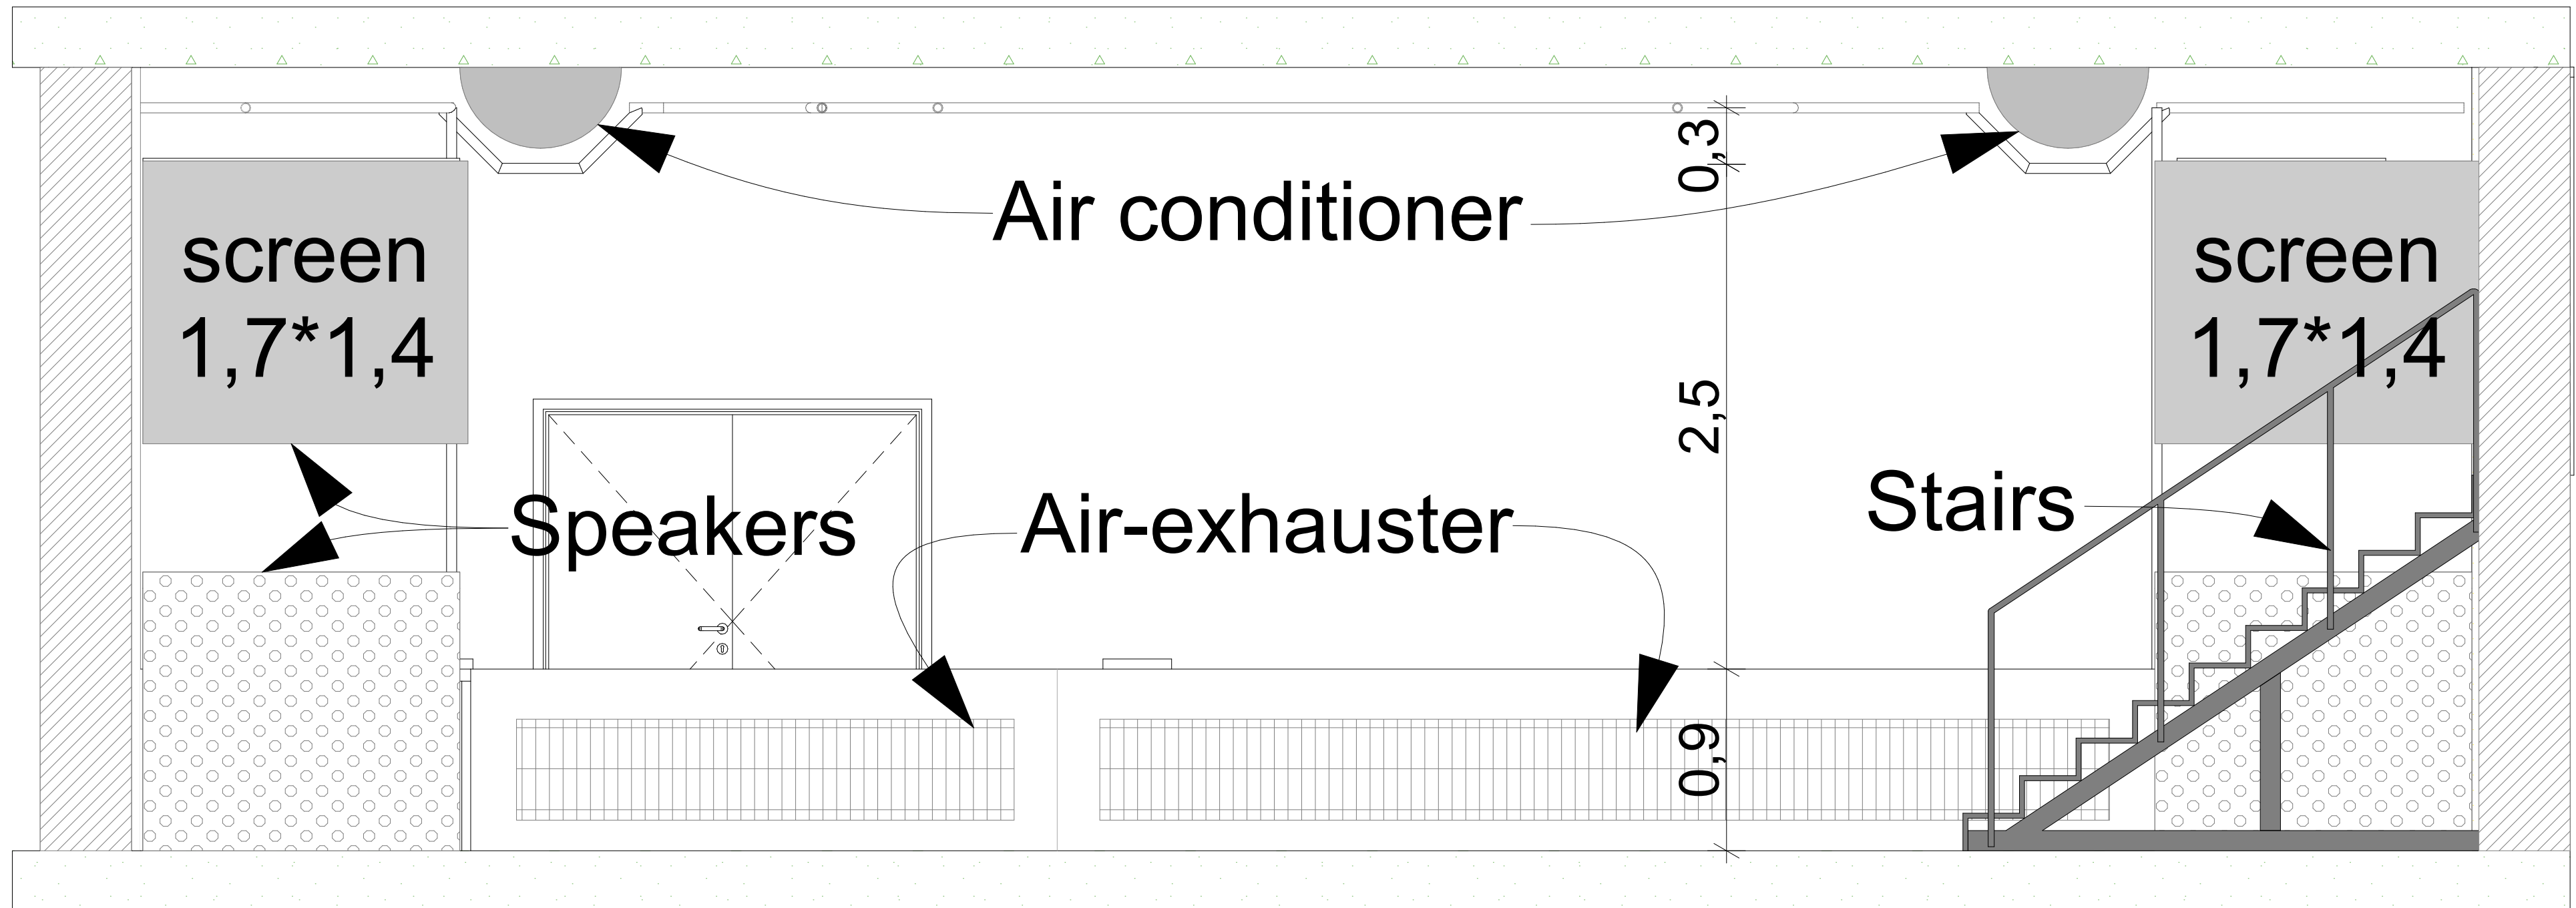 0,3
Air conditioner
screen
1,7*1,4
screen
1,7*1,4
2,5
Speakers
Air-exhauster
Stairs
0,9